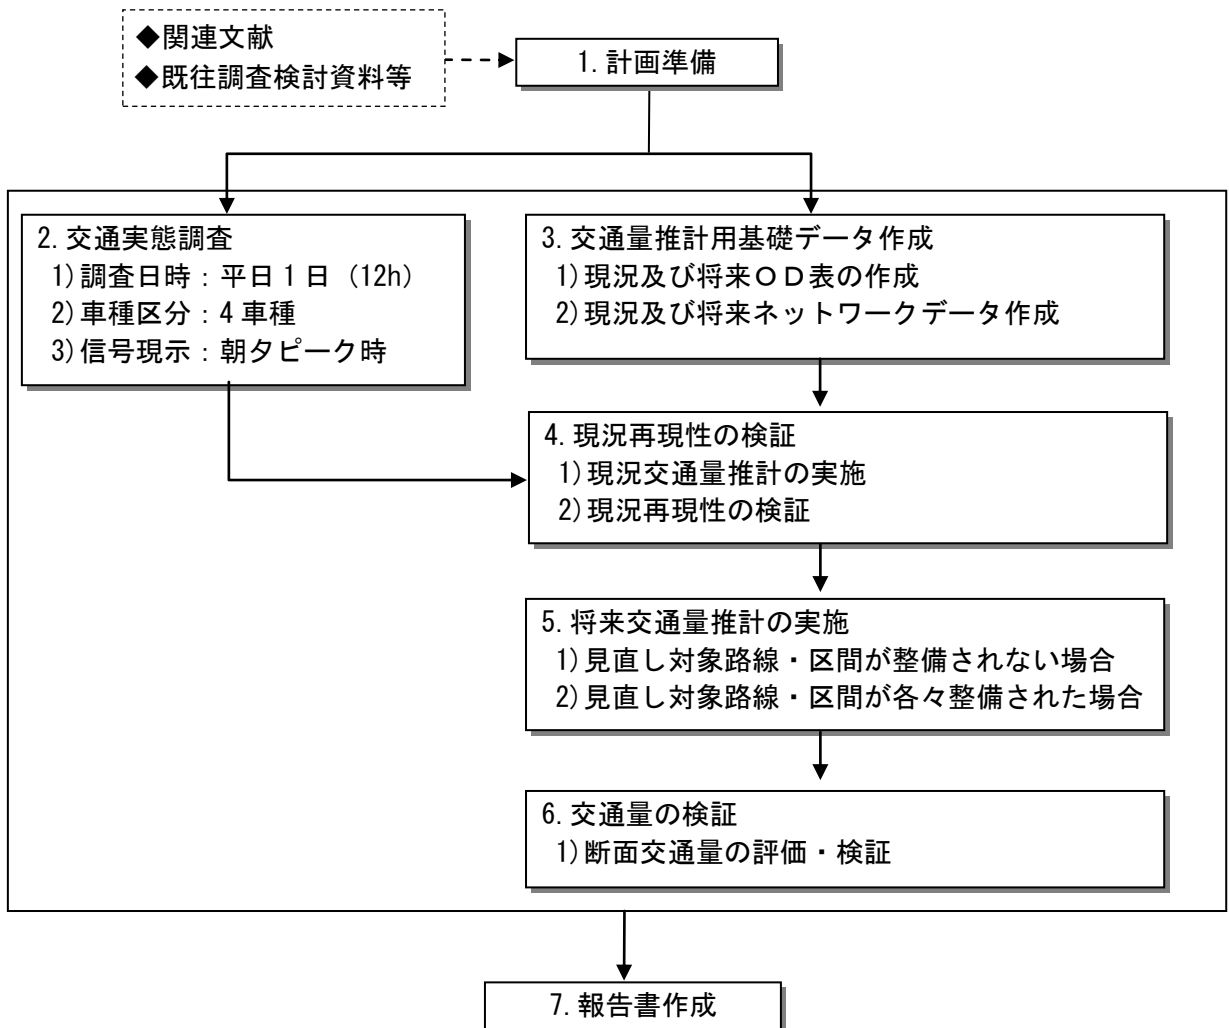 ◆関連文献
◆既往調査検討資料等
1.計画準備
2.交通実態調査
1)調査日時：平日1日（12h）
2)車種区分：4車種
3)信号現示：朝夕ピーク時
3.交通量推計用基礎データ作成
1)現況及び将来ＯＤ表の作成
2)現況及び将来ネットワークデータ作成
4.現況再現性の検証
1)現況交通量推計の実施
2)現況再現性の検証
5.将来交通量推計の実施
1)見直し対象路線・区間が整備されない場合
2)見直し対象路線・区間が各々整備された場合
6.交通量の検証
1)断面交通量の評価・検証
7.報告書作成